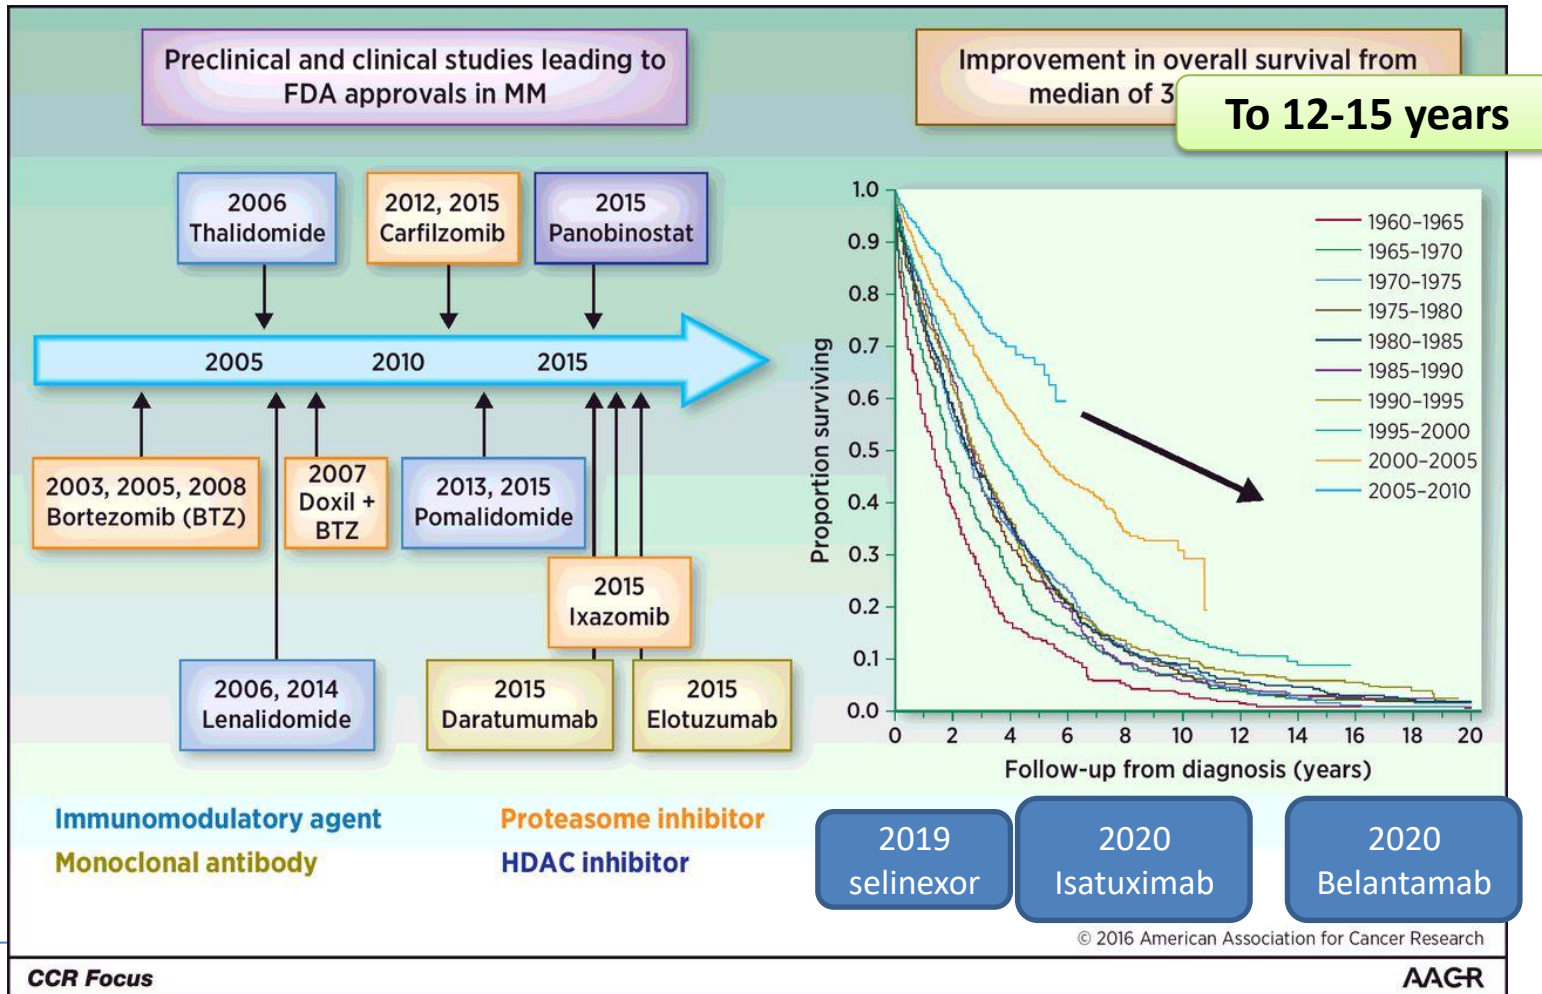 Preclinical and clinical studies leading to
FDA approvals in MM
Improvement in overall survival from
median of 3
To 12-15 years
2006
Thalidomide
2012, 2015
Carfilzomib
2015
Panobinostat
2005
2010
2015
2003, 2005, 2008
Bortezomib (BTZ)
2007
Doxil +
BTZ
2013, 2015
Pomalidomide
2015
Ixazomib
2006, 2014
Lenalidomide
2015
Daratumumab
2015
Elotuzumab
Immunomodulatory agent
Proteasome inhibitor
Monoclonal antibody
HDAC inhibitor
Proportion surviving
1.0
0.9
0.8
0.7
0.6
0.5
0.4
0.3
0.2
0.1
0.0
0 2 4 6 8 10 12 14 16 18 20
Follow-up from diagnosis (years)
1960–1965
1965–1970
1970–1975
1975–1980
1980–1985
1985–1990
1990–1995
1995–2000
2000–2005
2005–2010
2019
selinexor
2020
Isatuximab
2020
Belantamab
© 2016 American Association for Cancer Research
CCR Focus
AACR